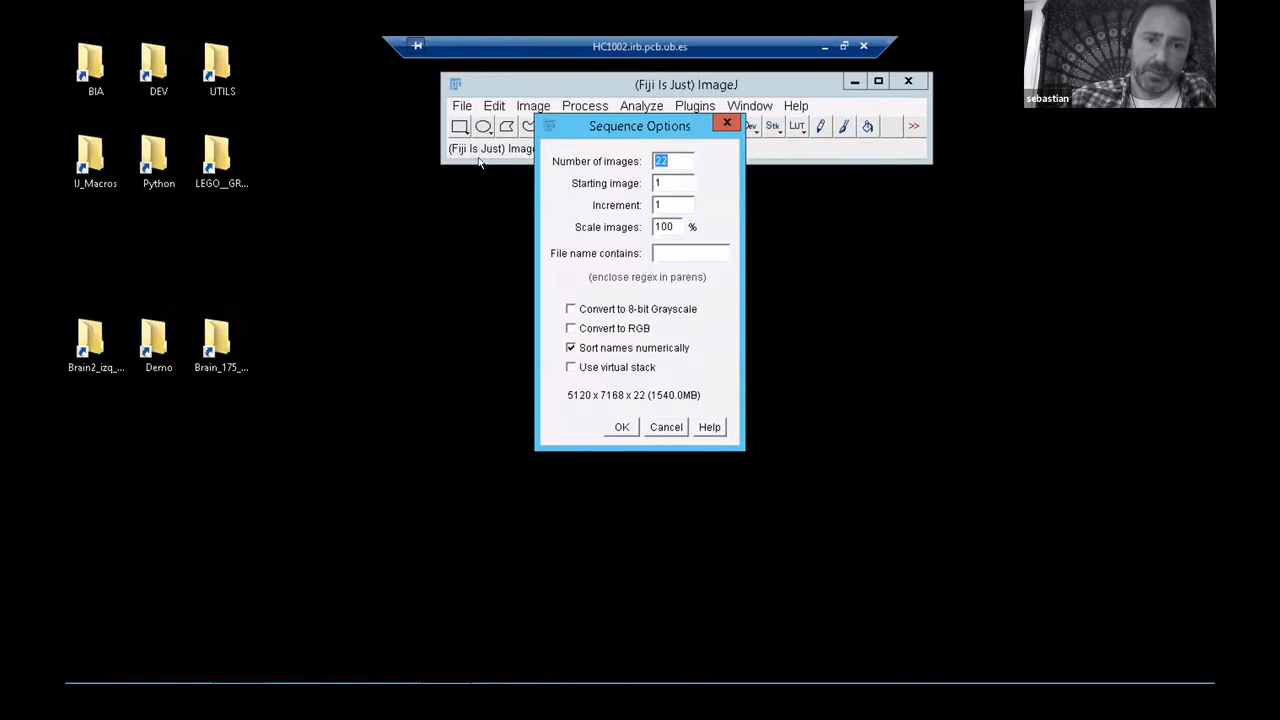 HC1002.irb.pcb.ub.es
sebastian
BIA
DEV
UTILS
(Fiji Is Just) ImageJ
File Edit Image Process Analyze Plugins Window Help
Dev Stk LUT >>
(Fiji Is Just) Image
IJ_Macros
Python
LEGO__GR...
Sequence Options
Number of images: 22
Starting image: 1
Increment: 1
Scale images: 100 %
File name contains:
(enclose regex in parens)
Convert to 8-bit Grayscale
Convert to RGB
Sort names numerically
Use virtual stack
5120 x 7168 x 22 (1540.0MB)
OK Cancel Help
Brain2_izq_...
Demo
Brain_175_...